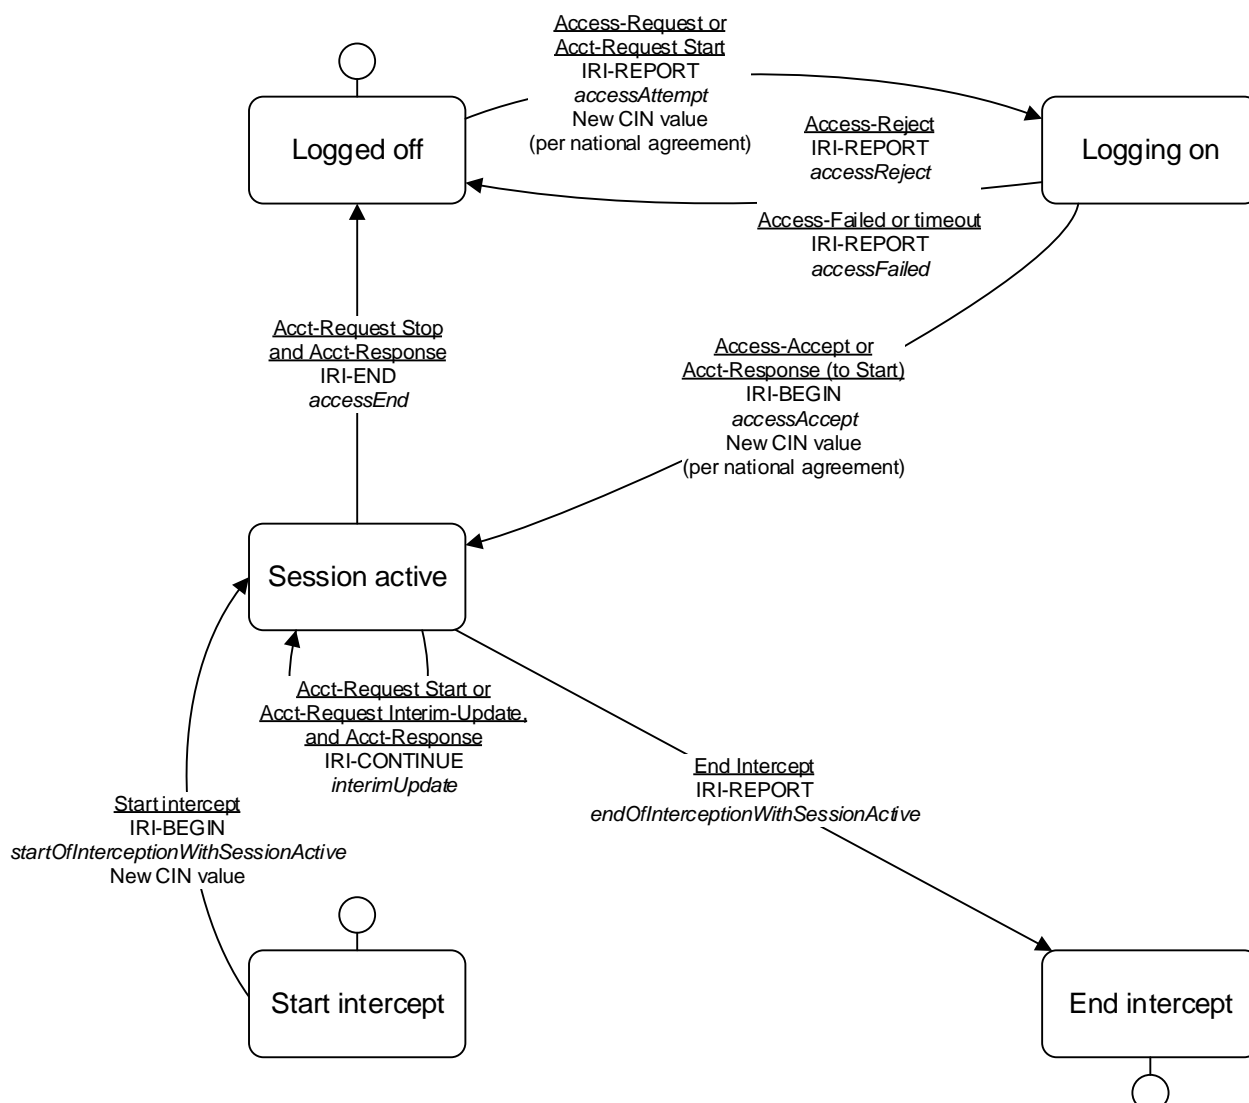 Access-Request or
Acct-Request Start
IRI-REPORT
accessAttempt
New CIN value
(per national agreement)
Logged off
Logging on
Access-Reject
IRI-REPORT
accessReject
Access-Failed or timeout
IRI-REPORT
accessFailed
Acct-Request Stop
and Acct-Response
IRI-END
accessEnd
Access-Accept or
Acct-Response (to Start)
IRI-BEGIN
accessAccept
New CIN value
(per national agreement)
Session active
Acct-Request Start or
Acct-Request Interim-Update,
and Acct-Response
IRI-CONTINUE
interimUpdate
End Intercept
IRI-REPORT
endOfInterceptionWithSessionActive
Start intercept
IRI-BEGIN
startOfInterceptionWithSessionActive
New CIN value
Start intercept
End intercept